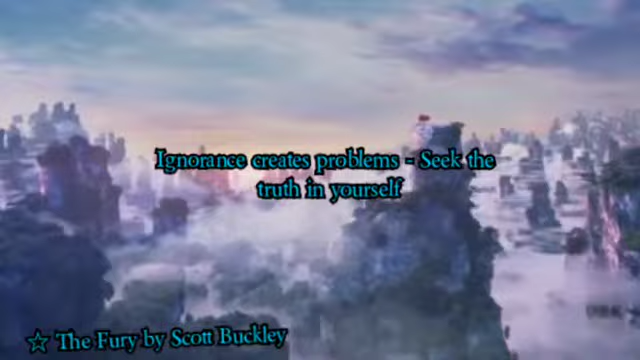 Ignorance creates problems - Seek the
truth in yourself
☆ The Fury by Scott Buckley